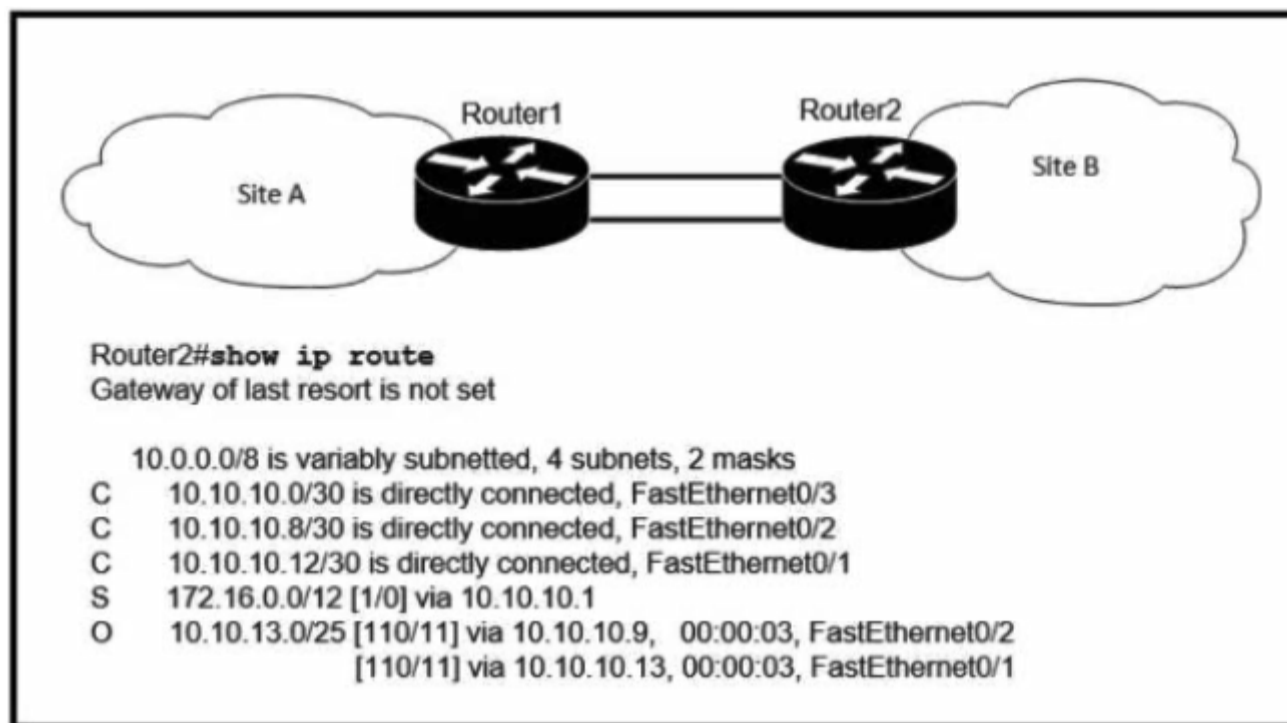 Router1
Router2
Site A
Site B
Router2#show ip route
Gateway of last resort is not set
10.0.0.0/8 is variably subnetted, 4 subnets, 2 masks
C 10.10.10.0/30 is directly connected, FastEthernet0/3
C 10.10.10.8/30 is directly connected, FastEthernet0/2
C 10.10.10.12/30 is directly connected, FastEthernet0/1
S 172.16.0.0/12 [1/0] via 10.10.10.1
O 10.10.13.0/25 [110/11] via 10.10.10.9, 00:00:03, FastEthernet0/2
[110/11] via 10.10.10.13, 00:00:03, FastEthernet0/1